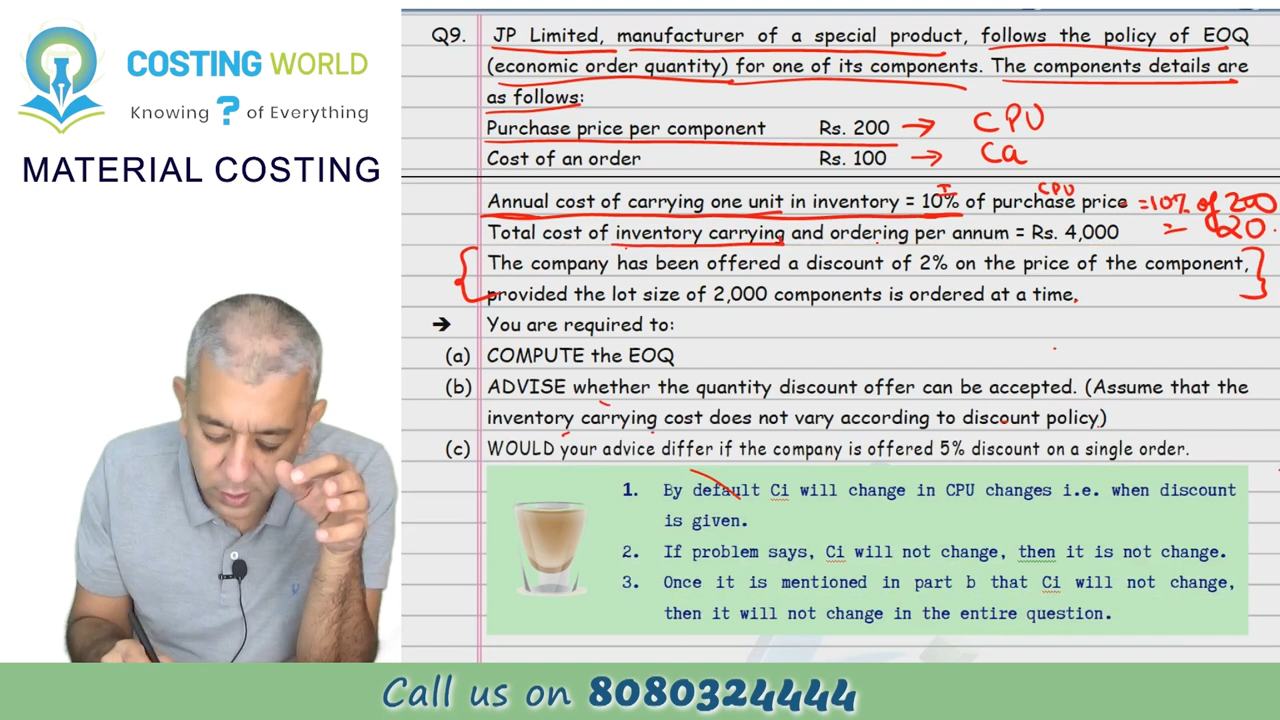 COSTING WORLD
Knowing ? of Everything
MATERIAL COSTING
Q9. JP Limited, manufacturer of a special product, follows the policy of EOQ
(economic order quantity) for one of its components. The components details are
as follows:
Purchase price per component Rs. 200 → CPU
Cost of an order Rs. 100 → Ca
I CPU
Annual cost of carrying one unit in inventory = 10% of purchase price = 10% of 200
Total cost of inventory carrying and ordering per annum = Rs. 4,000 = 20.
The company has been offered a discount of 2% on the price of the component,
provided the lot size of 2,000 components is ordered at a time.
➔ You are required to:
(a) COMPUTE the EOQ
(b) ADVISE whether the quantity discount offer can be accepted. (Assume that the
inventory carrying cost does not vary according to discount policy)
(c) WOULD your advice differ if the company is offered 5% discount on a single order.
1. By default Ci will change in CPU changes i.e. when discount
is given.
2. If problem says, Ci will not change, then it is not change.
3. Once it is mentioned in part b that Ci will not change,
then it will not change in the entire question.
Call us on 8080324444